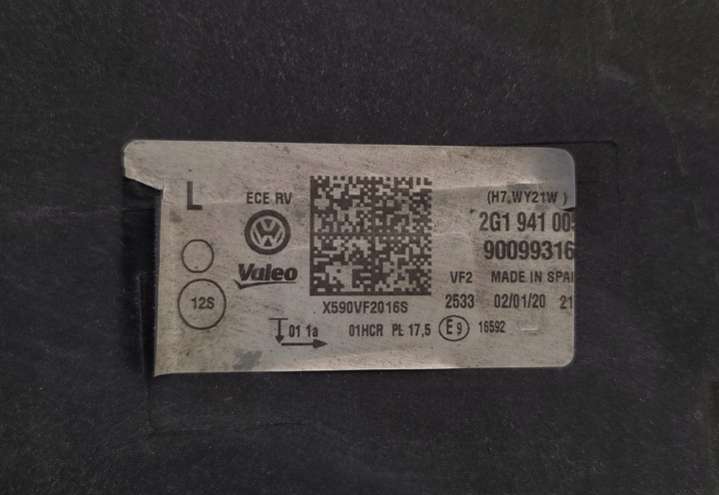 L
ECE RV
(H7,WY21W )
2G1 941 00
Valeo
90099316
12S
X590VF2016S
VF2
MADE IN SPAI
2533
02/01/20
21
01 1a
01HCR PL 17,5
E9
16592